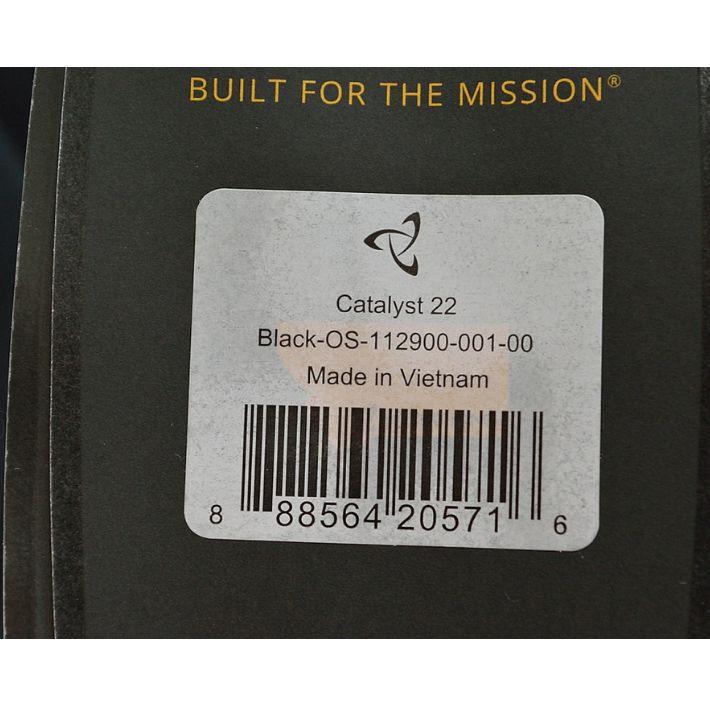 BUILT FOR THE MISSION®
Catalyst 22
Black-OS-112900-001-00
Made in Vietnam
8 88564 20571 6